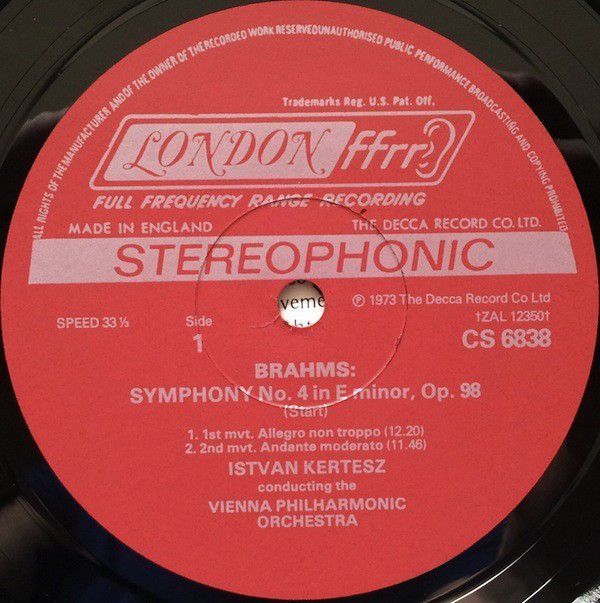 ALL RIGHTS OF THE MANUFACTURER AND OF THE OWNER OF THE RECORDED WORK RESERVED UNAUTHORISED PUBLIC PERFORMANCE BROADCASTING AND COPYING PROHIBITED
Trademarks Reg. U.S. Pat. Off.
LONDON ffrr
FULL FREQUENCY RANGE RECORDING
MADE IN ENGLAND THE DECCA RECORD CO. LTD.
STEREOPHONIC
veme
SPEED 33⅓ Side ℗ 1973 The Decca Record Co Ltd
†ZAL 12350†
1 CS 6838
BRAHMS:
SYMPHONY No. 4 in E minor, Op. 98
(Start)
1. 1st mvt. Allegro non troppo (12.20)
2. 2nd mvt. Andante moderato (11.46)
ISTVAN KERTESZ
conducting the
VIENNA PHILHARMONIC
ORCHESTRA